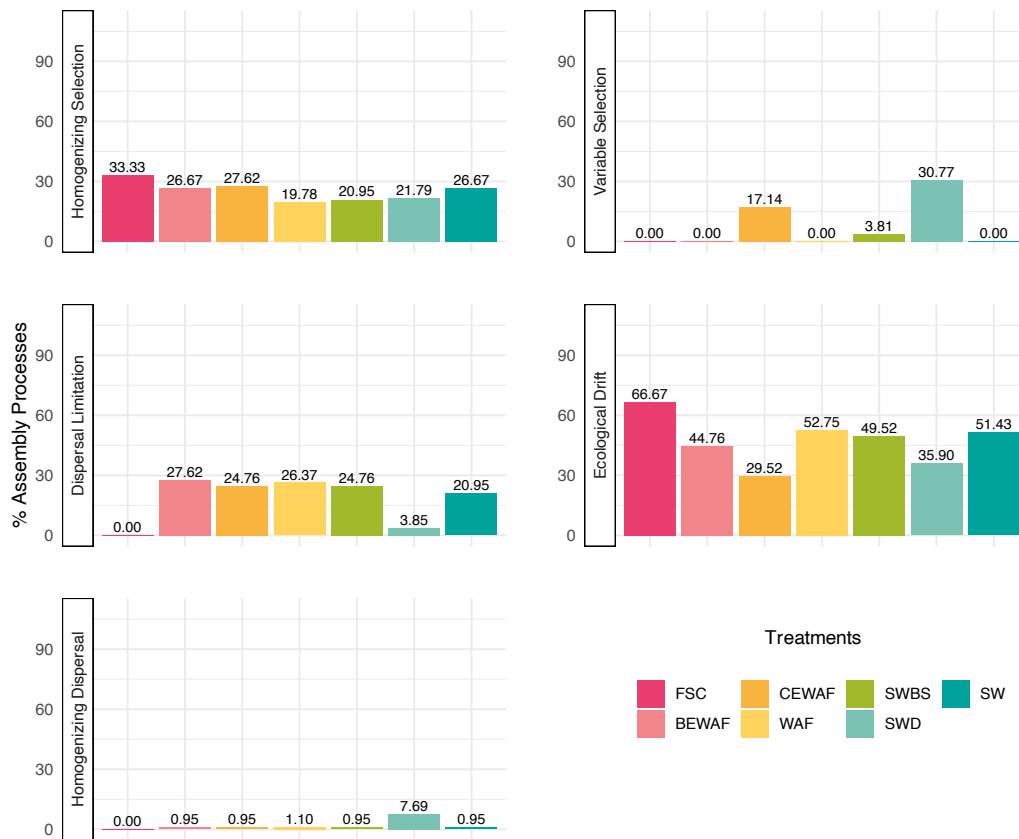 % Assembly Processes
Homogenizing Selection
90
60
30
0
33.33 26.67 27.62 19.78 20.95 21.79 26.67
Variable Selection
90
60
30
0
0.00 0.00 17.14 0.00 3.81 30.77 0.00
Dispersal Limitation
90
60
30
0
0.00 27.62 24.76 26.37 24.76 3.85 20.95
Ecological Drift
90
60
30
0
66.67 44.76 29.52 52.75 49.52 35.90 51.43
Homogenizing Dispersal
90
60
30
0
0.00 0.95 0.95 1.10 0.95 7.69 0.95
Treatments
FSC CEWAF SWBS SW
BEWAF WAF SWD